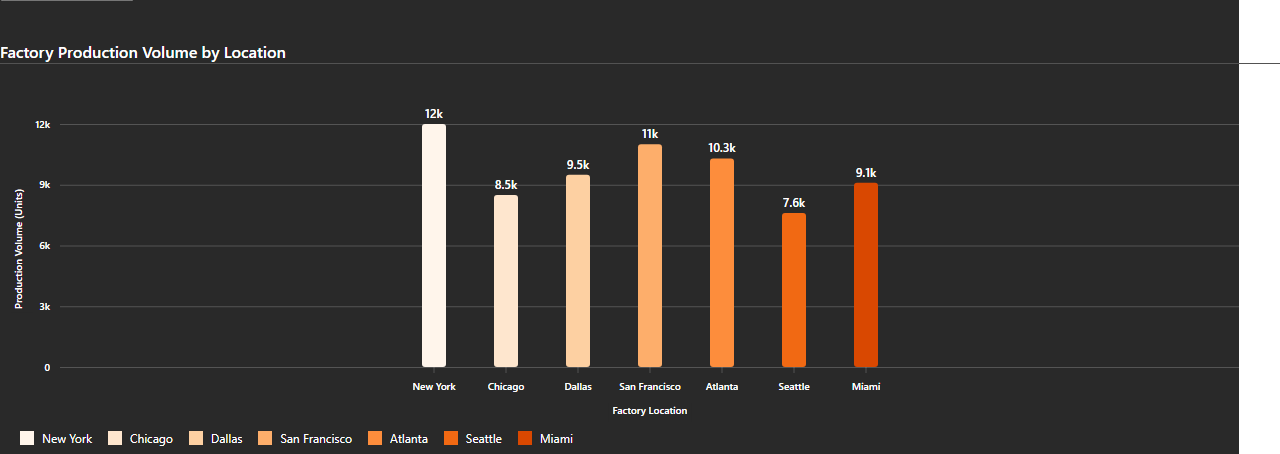 Factory Production Volume by Location
12k
9k
6k
3k
0
Production Volume (Units)
12k
8.5k
9.5k
11k
10.3k
7.6k
9.1k
New York Chicago Dallas San Francisco Atlanta Seattle Miami
Factory Location
New York Chicago Dallas San Francisco Atlanta Seattle Miami